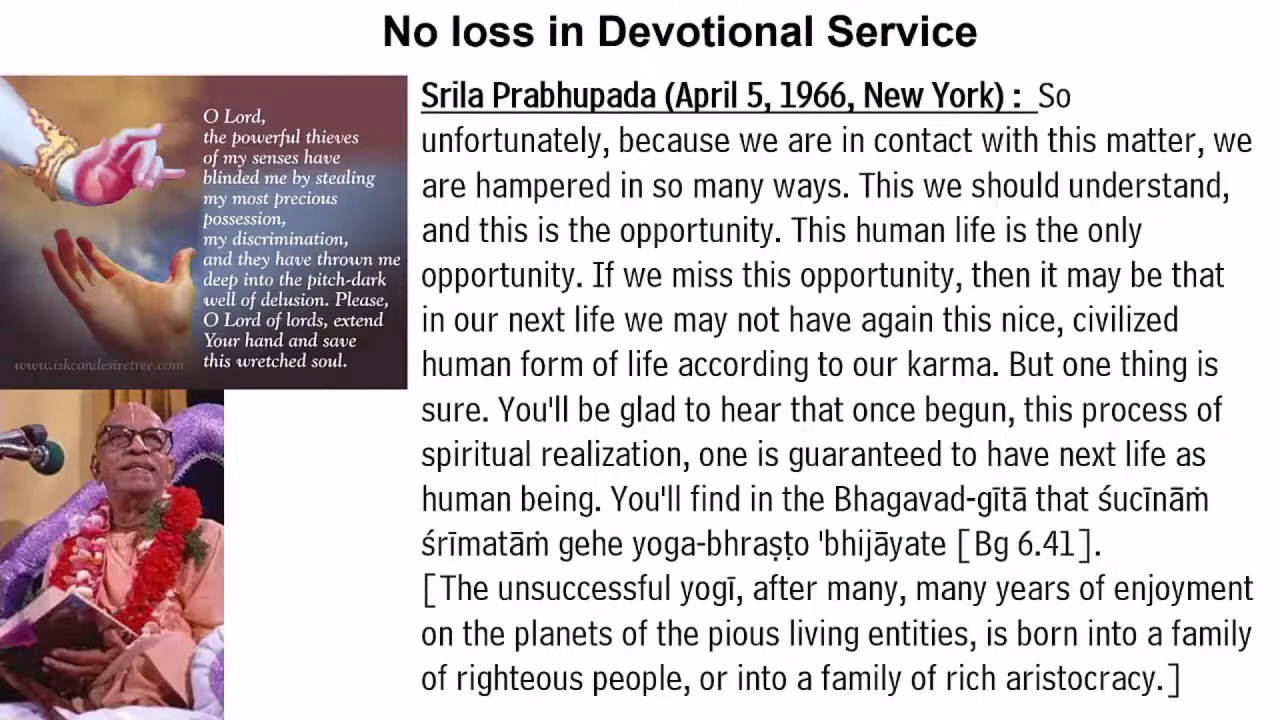 No loss in Devotional Service
O Lord,
the powerful thieves
of my senses have
blinded me by stealing
my most precious
possession,
my discrimination,
and they have thrown me
deep into the pitch-dark
well of delusion. Please,
O Lord of lords, extend
Your hand and save
this wretched soul.
www.iskcondesiretree.com
Srila Prabhupada (April 5, 1966, New York) : So
unfortunately, because we are in contact with this matter, we
are hampered in so many ways. This we should understand,
and this is the opportunity. This human life is the only
opportunity. If we miss this opportunity, then it may be that
in our next life we may not have again this nice, civilized
human form of life according to our karma. But one thing is
sure. You'll be glad to hear that once begun, this process of
spiritual realization, one is guaranteed to have next life as
human being. You'll find in the Bhagavad-gītā that śucīnāṁ
śrīmatāṁ gehe yoga-bhraṣṭo 'bhijāyate [Bg 6.41].
[The unsuccessful yogī, after many, many years of enjoyment
on the planets of the pious living entities, is born into a family
of righteous people, or into a family of rich aristocracy.]